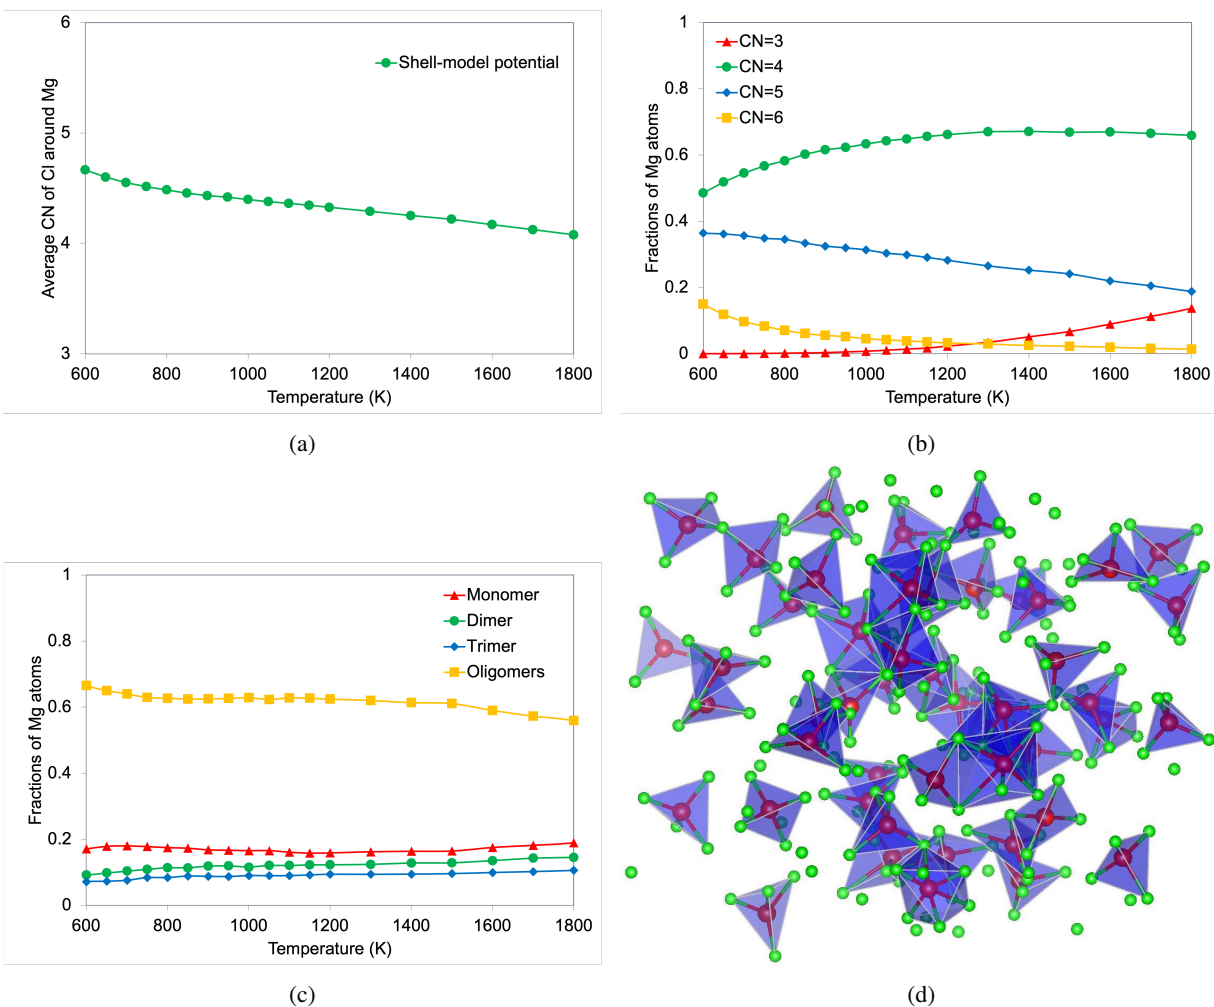 6
5
4
3
Average CN of Cl around Mg
Shell-model potential
600 800 1000 1200 1400 1600 1800
Temperature (K)
(a)
1
0.8
0.6
0.4
0.2
0
Fractions of Mg atoms
CN=3
CN=4
CN=5
CN=6
600 800 1000 1200 1400 1600 1800
Temperature (K)
(b)
1
0.8
0.6
0.4
0.2
0
Fractions of Mg atoms
Monomer
Dimer
Trimer
Oligomers
600 800 1000 1200 1400 1600 1800
Temperature (K)
(c)
(d)